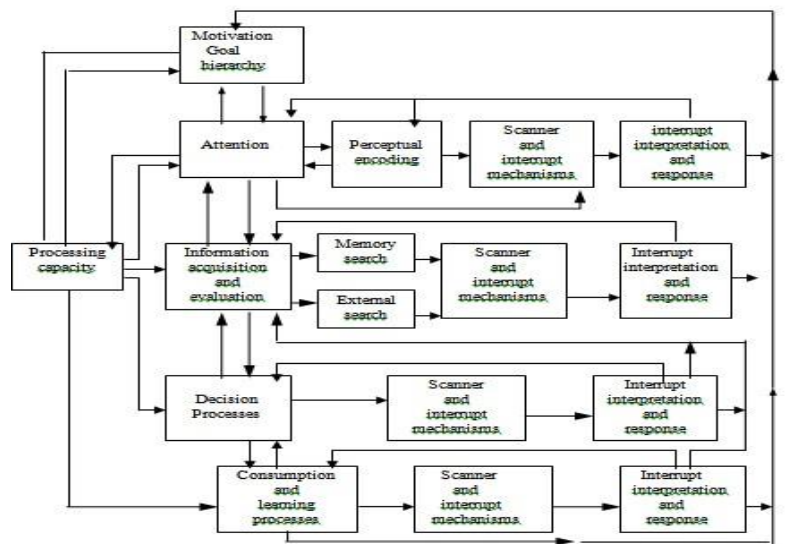 Motivation
Goal
hierarchy
Attention
Perceptual
encoding
Scanner
and
interrupt
mechanisms
interrupt
interpretation
and
response
Processing
capacity
Information
acquisition
and
evaluation
Memory
search
External
search
Scanner
and
interrupt
mechanisms
Interrupt
interpretation
and
response
Decision
Processes
Scanner
and
interrupt
mechanisms
Interrupt
interpretation
and
response
Consumption
and
learning
processes
Scanner
and
interrupt
mechanisms
Interrupt
interpretation
and
response